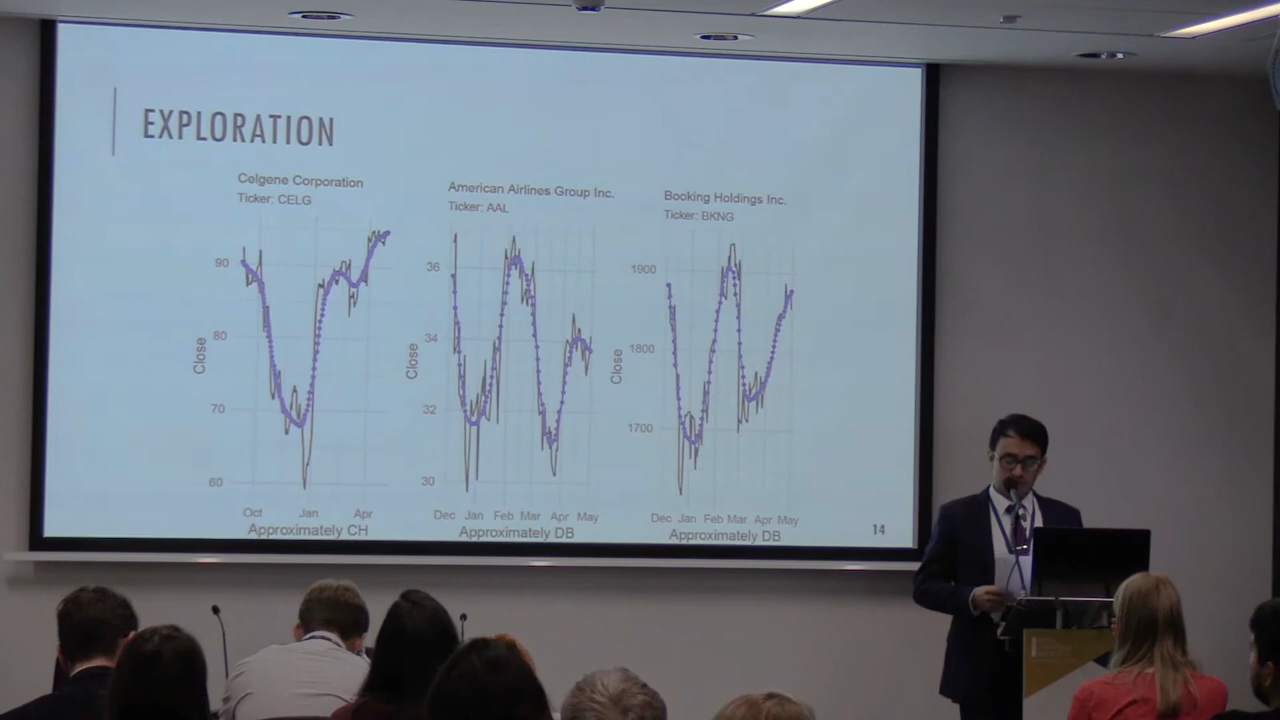 EXPLORATION
Celgene Corporation
Ticker: CELG
Close
90
80
70
60
Oct Jan Apr
Approximately CH
American Airlines Group Inc.
Ticker: AAL
Close
36
34
32
30
Dec Jan Feb Mar Apr May
Approximately DB
Booking Holdings Inc.
Ticker: BKNG
Close
1900
1800
1700
Dec Jan Feb Mar Apr May
Approximately DB
14